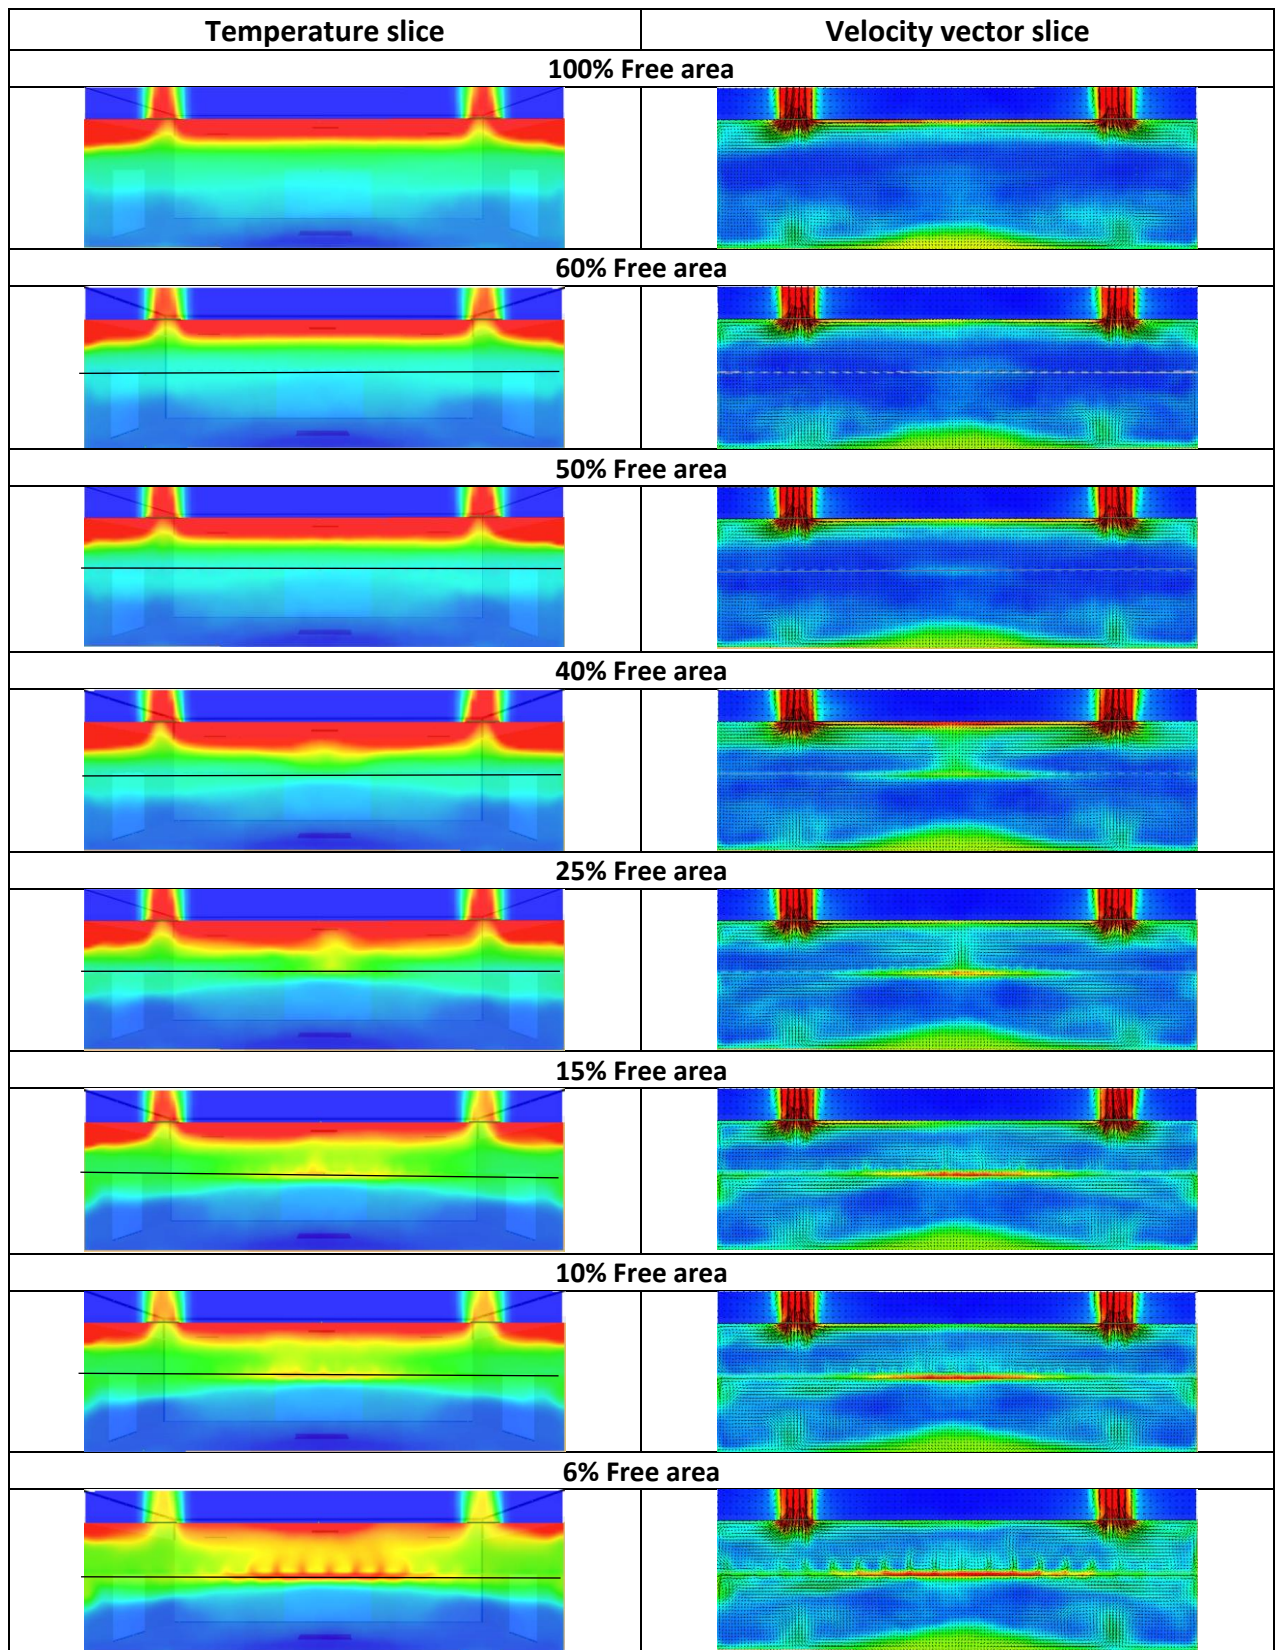 Temperature slice
Velocity vector slice
100% Free area
60% Free area
50% Free area
40% Free area
25% Free area
15% Free area
10% Free area
6% Free area